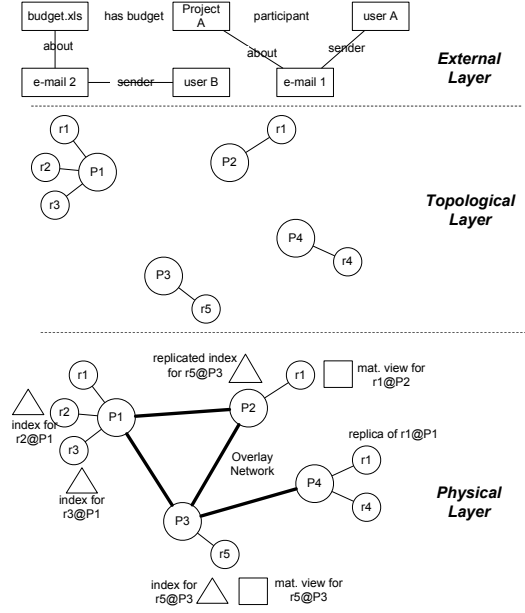 budget.xls
has budget
Project
A
participant
user A
about
about
sender
e-mail 2
sender
user B
e-mail 1
External
Layer
r1
r2
P1
r3
P2
r1
Topological
Layer
P4
r4
P3
r5
replicated index
for r5@P3
mat. view for
r1@P2
r1
r1
index for
r2@P1
r2
P1
P2
r3
Overlay
Network
replica of r1@P1
r1
index for
r3@P1
P4
r4
Physical
Layer
P3
r5
index for
r5@P3
mat. view for
r5@P3